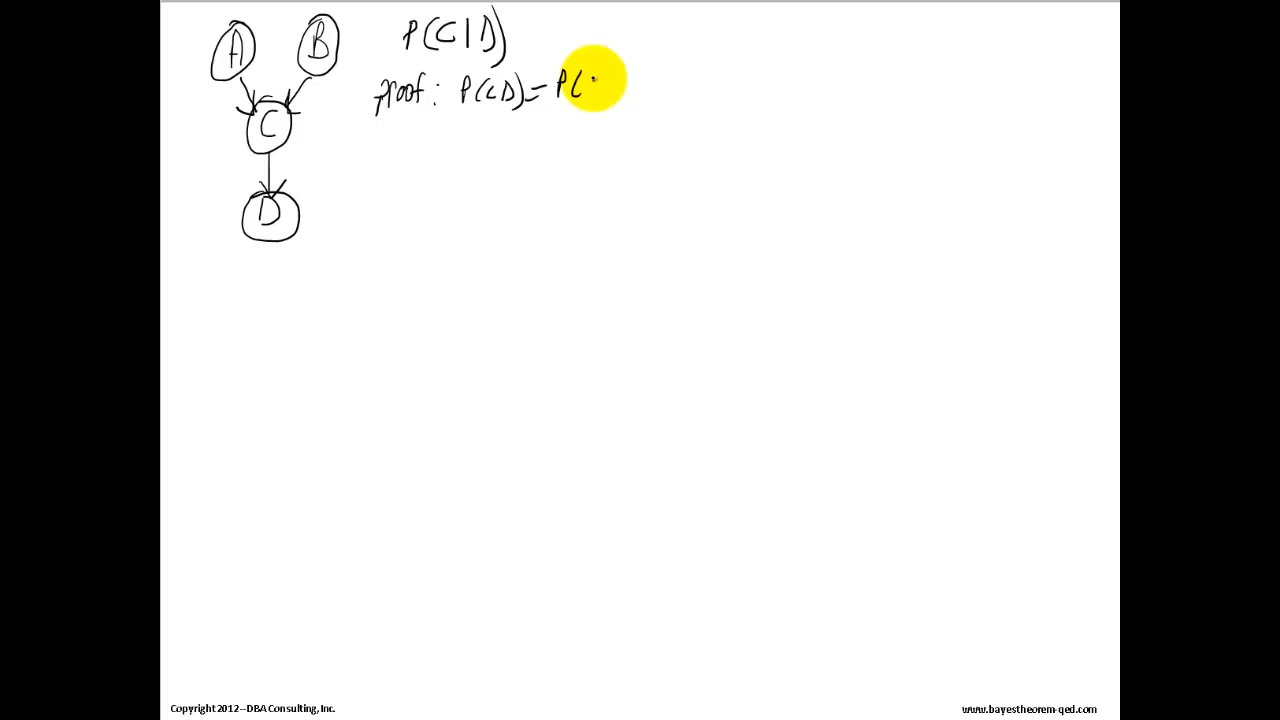 A B P(C|D)
proof: P(CD)=P(
C
D
Copyright 2012--DBA Consulting, Inc. www.bayestheorem-qed.com